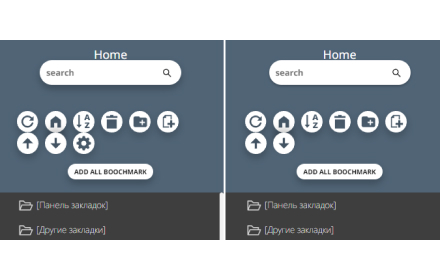 Home
Home
search
search
A
Z
A
Z
ADD ALL BOOCHMARK
ADD ALL BOOCHMARK
[Панель закладок]
[Панель закладок]
[Другие закладки]
[Другие закладки]